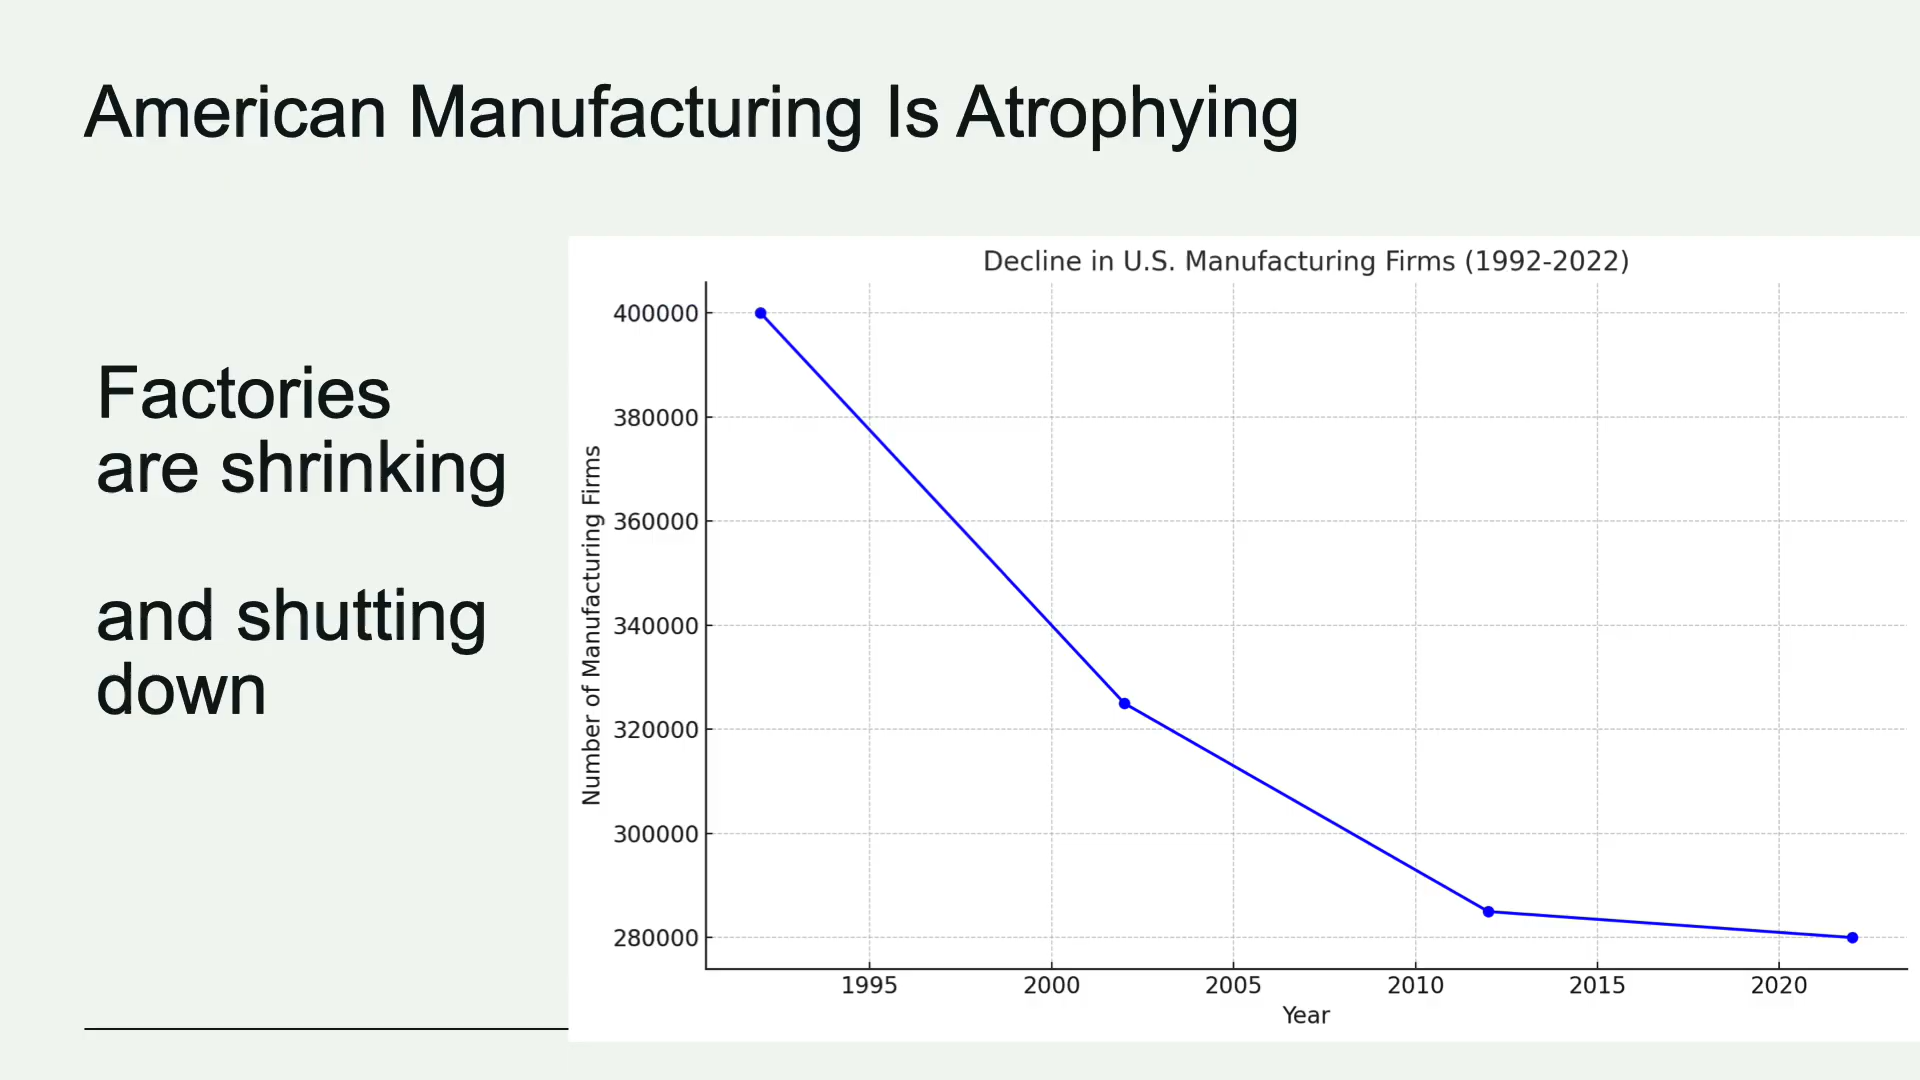 American Manufacturing Is Atrophying
Factories
are shrinking
and shutting
down
Decline in U.S. Manufacturing Firms (1992-2022)
Number of Manufacturing Firms
400000
380000
360000
340000
320000
300000
280000
1995 2000 2005 2010 2015 2020
Year